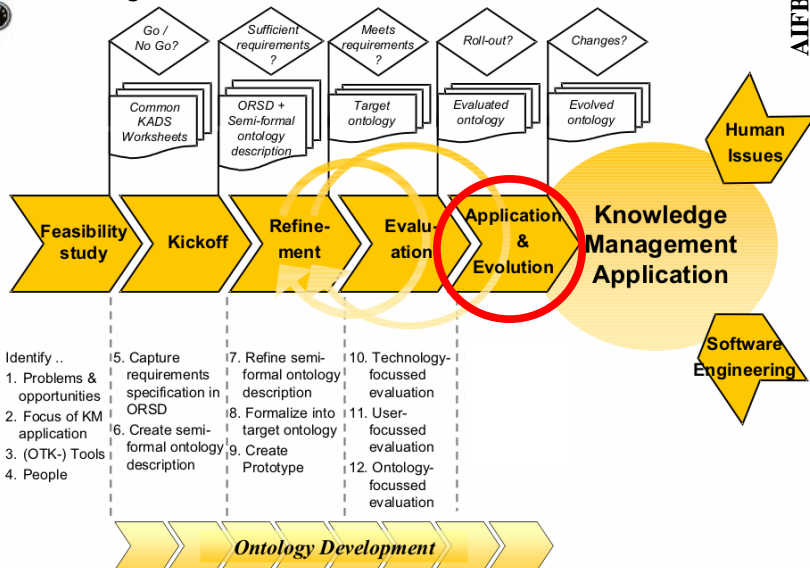 AIFB
Go /
No Go?
Sufficient
requirements
?
Meets
requirements
?
Roll-out?
Changes?
Common
KADS
Worksheets
ORSD +
Semi-formal
ontology
description
Target
ontology
Evaluated
ontology
Evolved
ontology
Human
Issues
Feasibility
study
Kickoff
Refine-
ment
Evalu-
ation
Application
&
Evolution
Knowledge
Management
Application
Software
Engineering
Identify ..
1. Problems &
opportunities
2. Focus of KM
application
3. (OTK-) Tools
4. People
5. Capture
requirements
specification in
ORSD
6. Create semi-
formal ontology
description
7. Refine semi-
formal ontology
description
8. Formalize into
target ontology
9. Create
Prototype
10. Technology-
focussed
evaluation
11. User-
focussed
evaluation
12. Ontology-
focussed
evaluation
Ontology Development